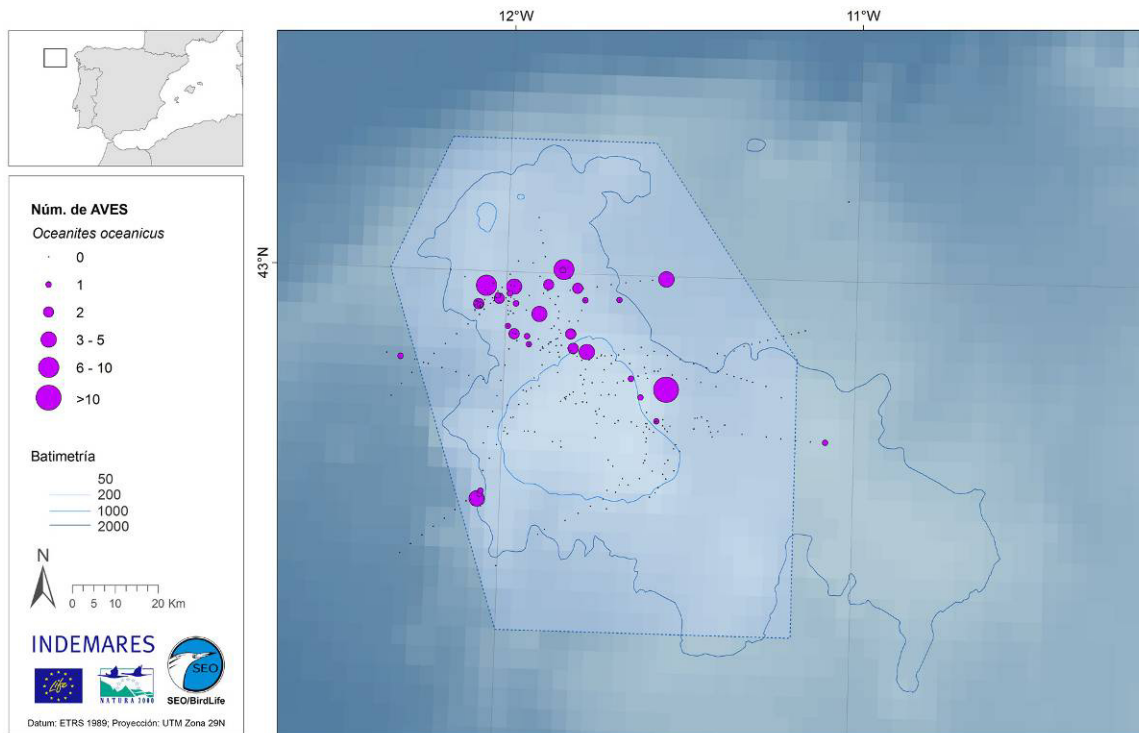 12°W
11°W
43°N
Núm. de AVES
Oceanites oceanicus
0
1
2
3 - 5
6 - 10
>10
Batimetría
50
200
1000
2000
N
0 5 10 20 Km
INDEMARES
Life
NATURA 2000
SEO
SEO/BirdLife
Datum: ETRS 1989; Proyección: UTM Zona 29N